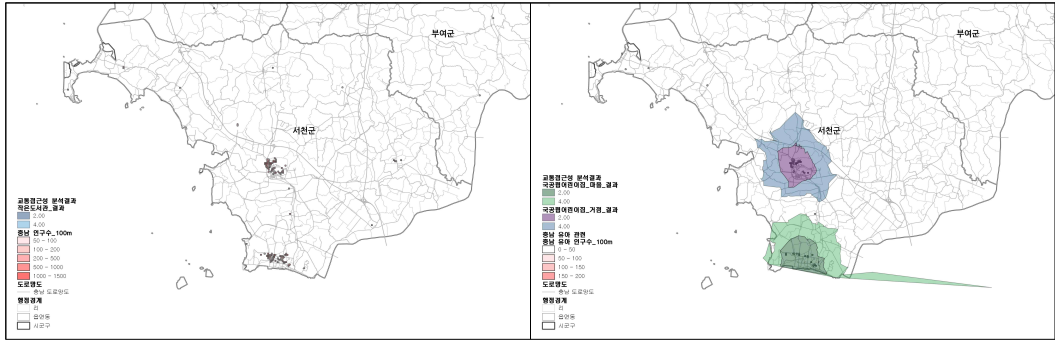 부여군
서천군
교통접근성 분석결과
작은도서관_결과
2.00
4.00
충남 인구수_100m
50 - 100
100 - 200
200 - 500
500 - 1000
1000 - 1500
도로망도
충남 도로망도
행정경계
리
읍면동
시군구
부여군
서천군
교통접근성 분석결과
국공립어린이집_마을_결과
2.00
4.00
국공립어린이집_거점_결과
2.00
4.00
충남 유아 관련
충남 유아 인구수_100m
0 - 50
50 - 100
100 - 150
150 - 200
도로망도
충남 도로망도
행정경계
리
읍면동
시군구